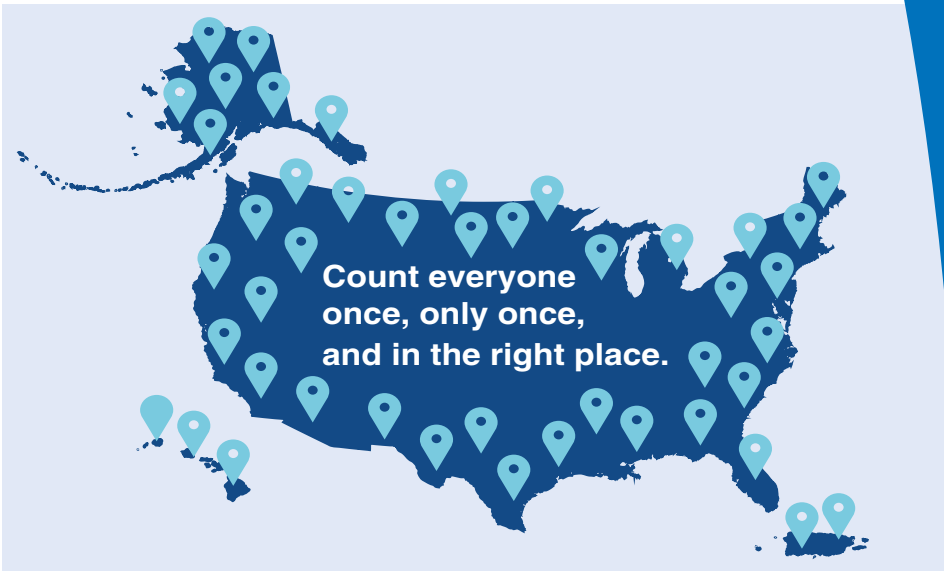 Count everyone
once, only once,
and in the right place.